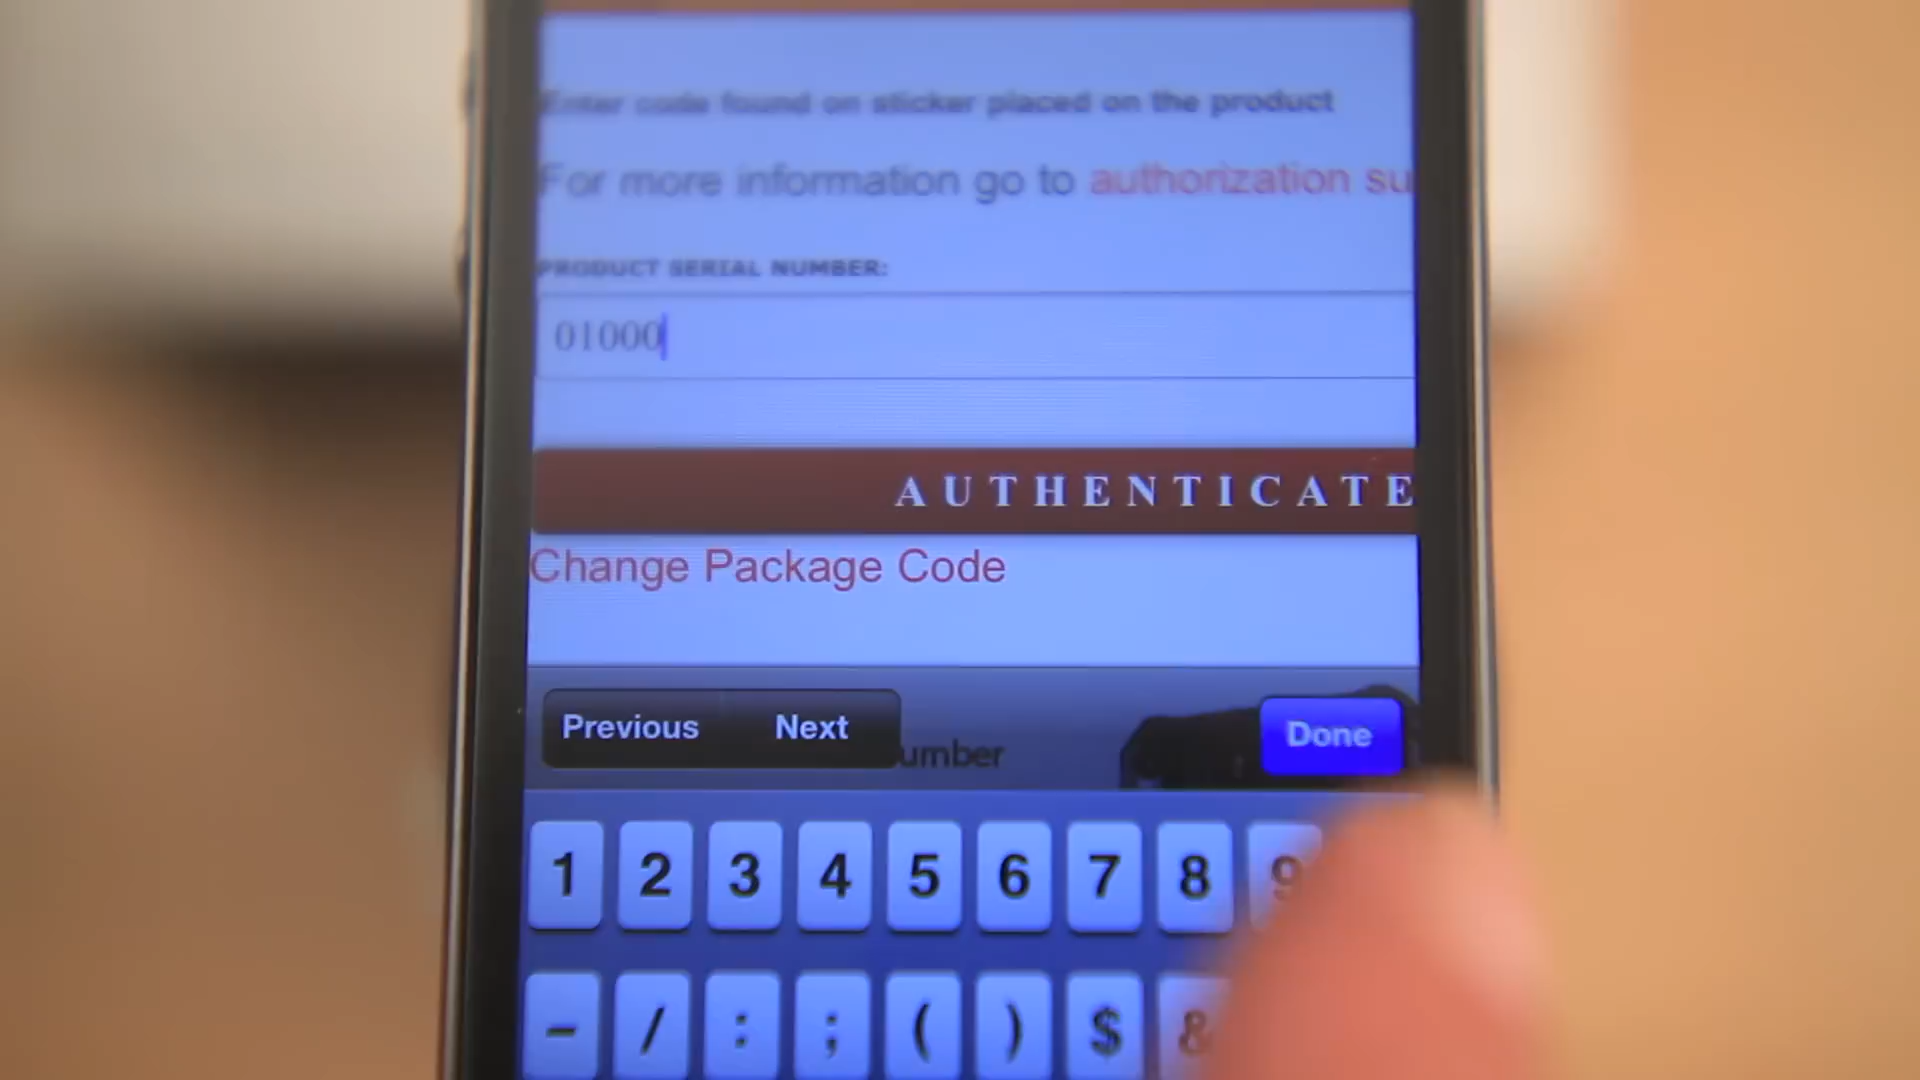 Enter code found on sticker placed on the product
For more information go to authorization su
PRODUCT SERIAL NUMBER:
01000
AUTHENTICATE
Change Package Code
Previous Next umber Done
1 2 3 4 5 6 7 8 9
- / : ; ( ) $ &